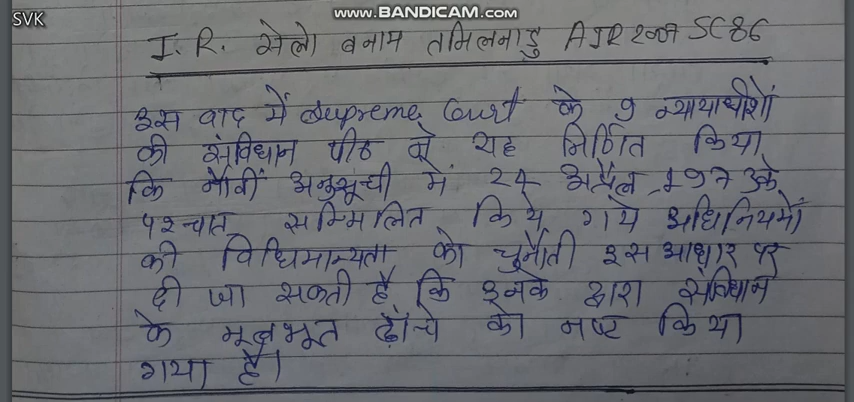 SVK
www.BANDICAM.com
I. R. सेलो बनाम तमिलनाडु AIR 2007 SC 86
इस वाद में Supreme Court के 9 न्यायाधीशों
की संविधान पीठ ने यह निर्णित किया
कि नौवीं अनुसूची में 24 अप्रैल 1973 के
पश्चात सम्मिलित किये गये अधिनियमों
की विधिमान्यता को चुनौती इस आधार पर
दी जा सकती है कि इनके द्वारा संविधान
के मूलभूत ढाँचे को नष्ट किया
गया है।